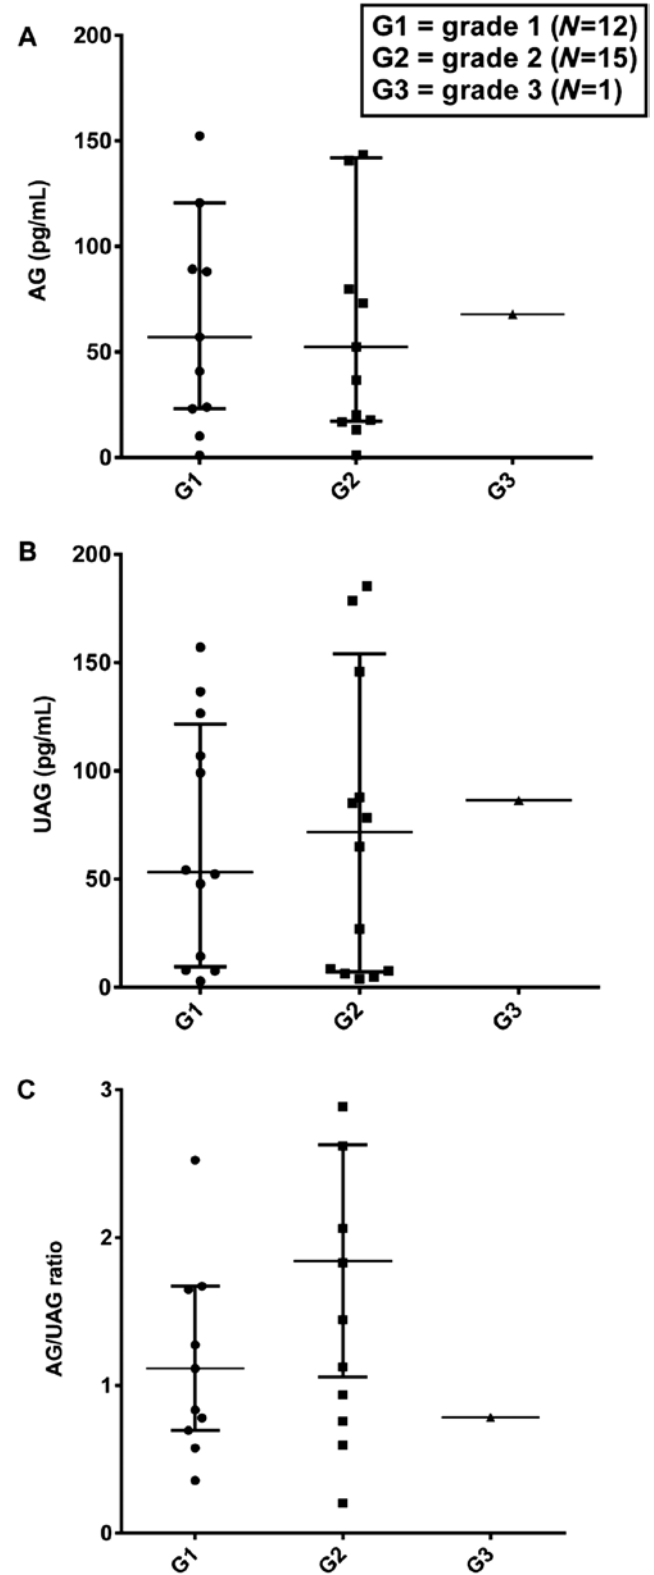 A
G1 = grade 1 (N=12)
G2 = grade 2 (N=15)
G3 = grade 3 (N=1)
200
150
100
50
0
AG (pg/mL)
G1
G2
G3
B
200
150
100
50
0
UAG (pg/mL)
G1
G2
G3
C
3
2
1
0
AG/UAG ratio
G1
G2
G3